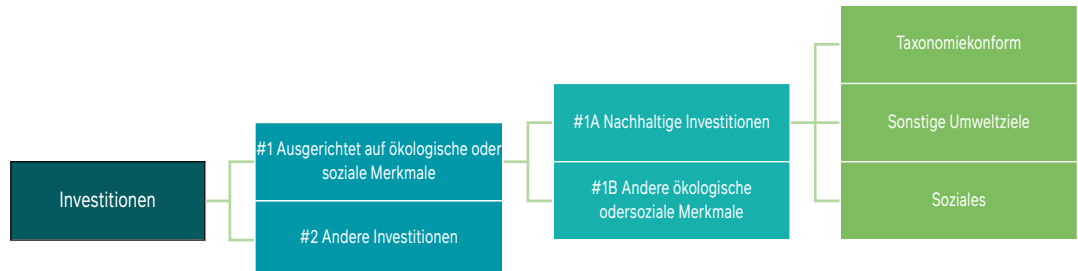 Investitionen
#1 Ausgerichtet auf ökologische oder
soziale Merkmale
#2 Andere Investitionen
#1A Nachhaltige Investitionen
#1B Andere ökologische
odersoziale Merkmale
Taxonomiekonform
Sonstige Umweltziele
Soziales